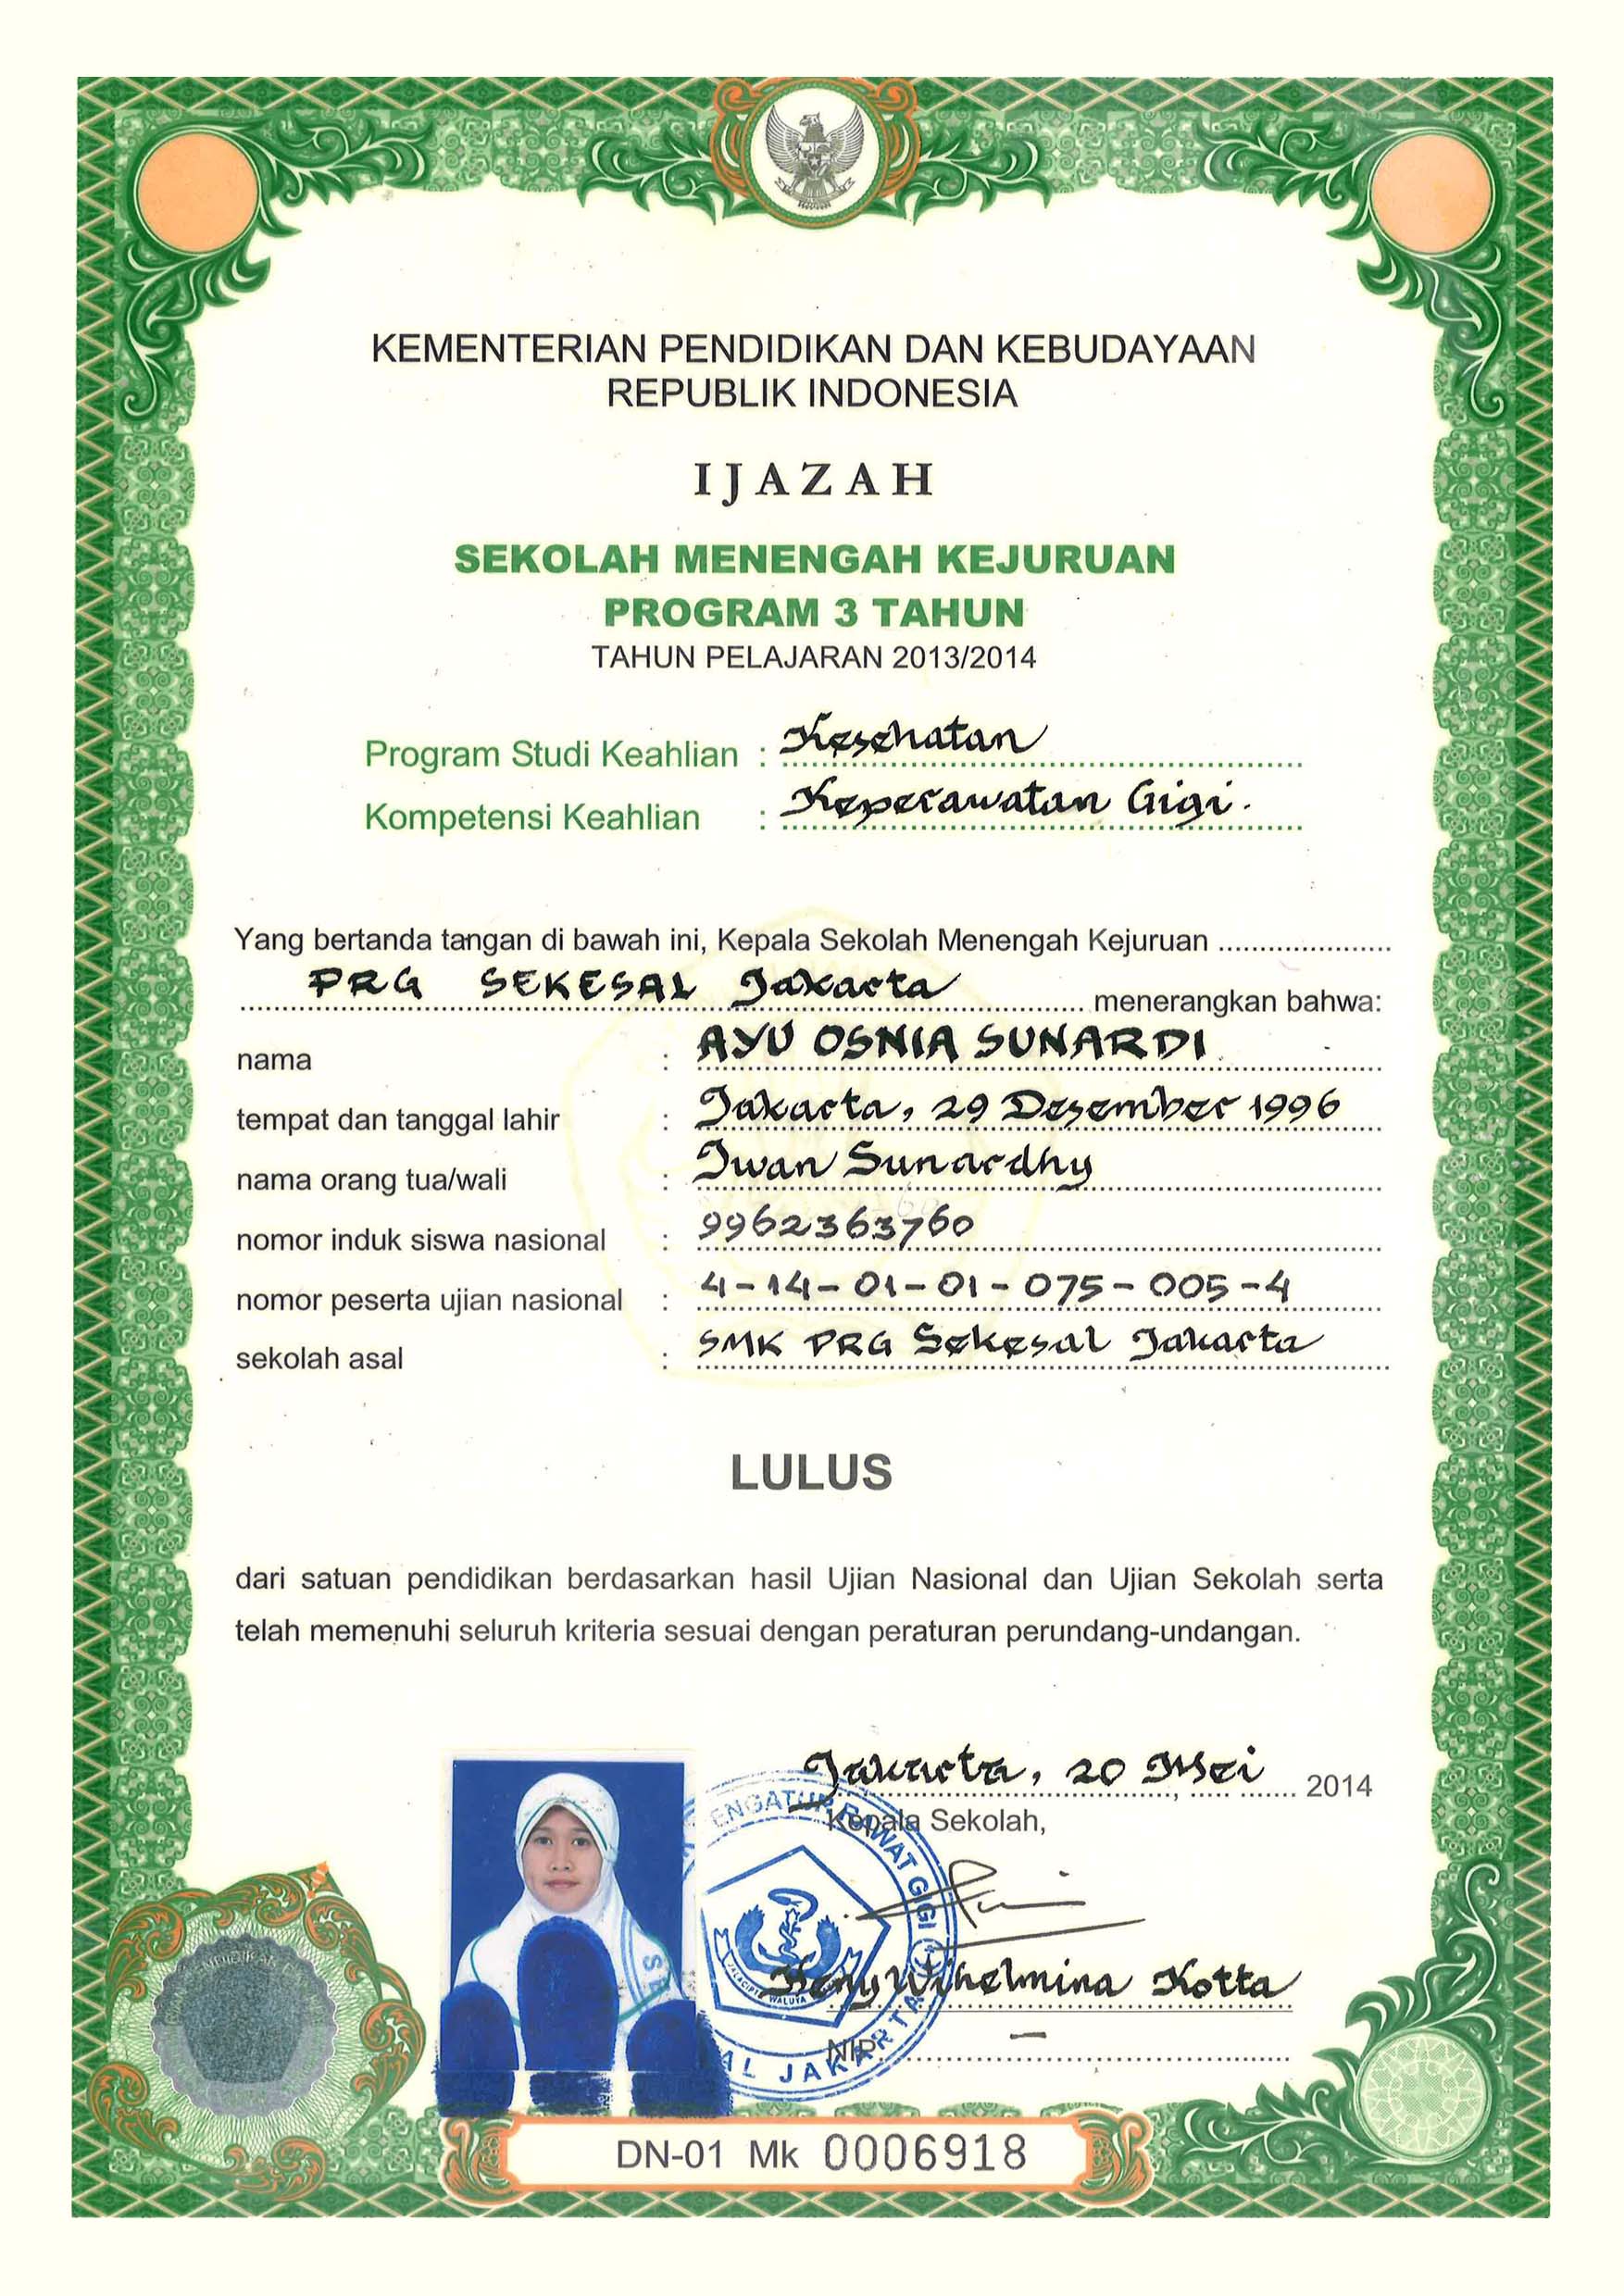 KEMENTERIAN PENDIDIKAN DAN KEBUDAYAAN
REPUBLIK INDONESIA
IJAZAH
SEKOLAH MENENGAH KEJURUAN
PROGRAM 3 TAHUN
TAHUN PELAJARAN 2013/2014
Program Studi Keahlian : Kesehatan
Kompetensi Keahlian : Keperawatan Gigi.
Yang bertanda tangan di bawah ini, Kepala Sekolah Menengah Kejuruan
PRG SEKESAL Jakarta menerangkan bahwa:
nama : AYU OSNIA SUNARDI
tempat dan tanggal lahir : Jakarta, 29 Desember 1996
nama orang tua/wali : Iwan Sunardhy
nomor induk siswa nasional : 9962363760
nomor peserta ujian nasional : 4-14-01-01-075-005-4
sekolah asal : SMK PRG Sekesal Jakarta
LULUS
dari satuan pendidikan berdasarkan hasil Ujian Nasional dan Ujian Sekolah serta
telah memenuhi seluruh kriteria sesuai dengan peraturan perundang-undangan.
Jakarta, 20 Mei 2014
Kepala Sekolah,
ENGATUR RAWAT GIGI
WALUYA
Heny Wihelmina Kotta
NIP. –
JAKARTA
DN-01 Mk 0006918